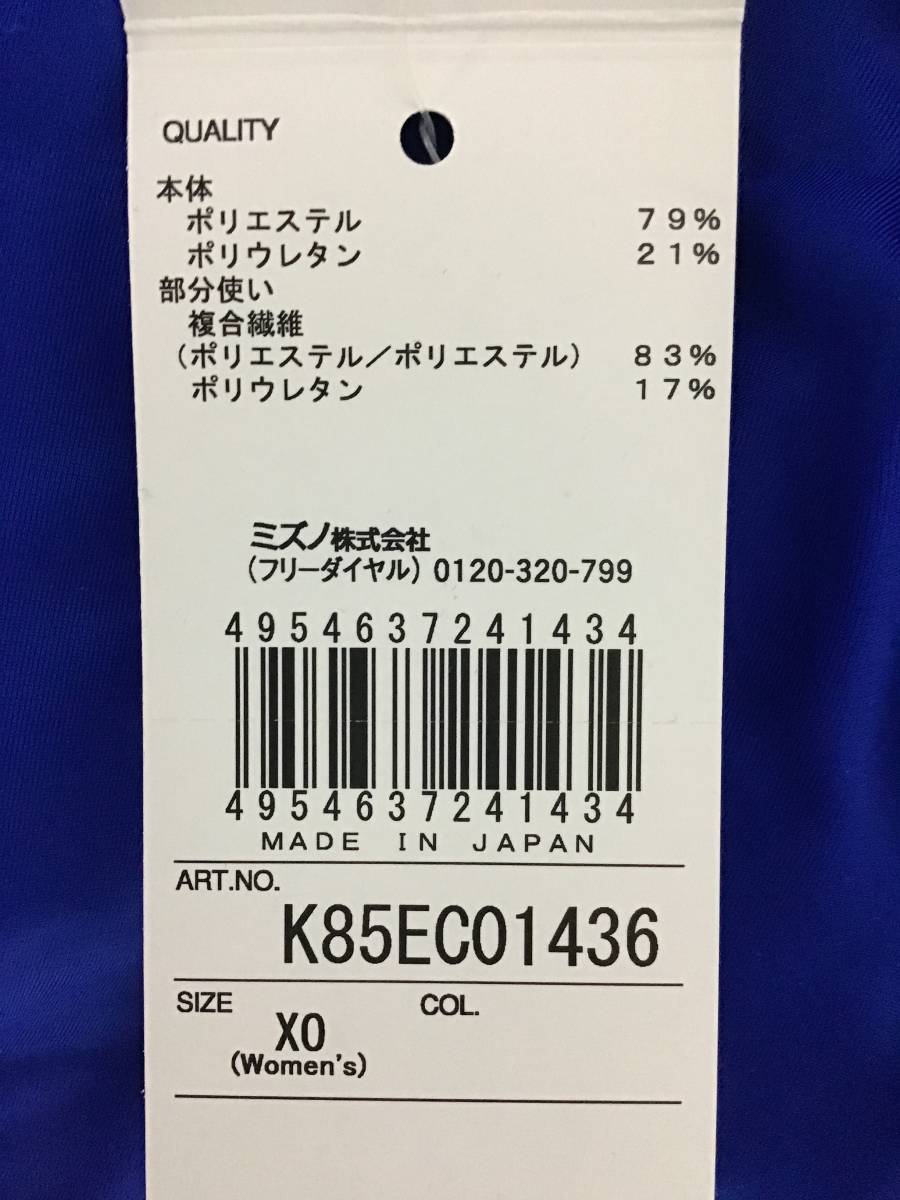 QUALITY
本体
ポリエステル 79%
ポリウレタン 21%
部分使い
複合繊維
（ポリエステル／ポリエステル） 83%
ポリウレタン 17%
ミズノ株式会社
（フリーダイヤル）0120-320-799
4954637241434
4954637241434
MADE IN JAPAN
ART.NO.
K85EC01436
SIZE COL.
XO
(Women's)